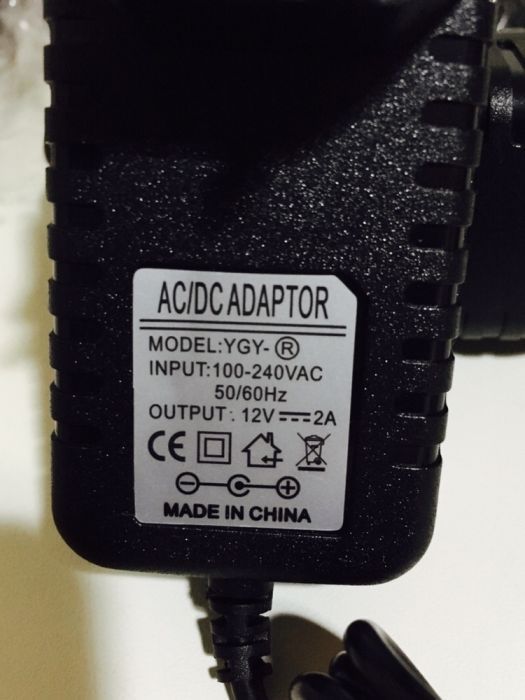 AC/DC ADAPTOR
MODEL:YGY-®
INPUT:100-240VAC
50/60Hz
OUTPUT: 12V⎓2A
CE
MADE IN CHINA